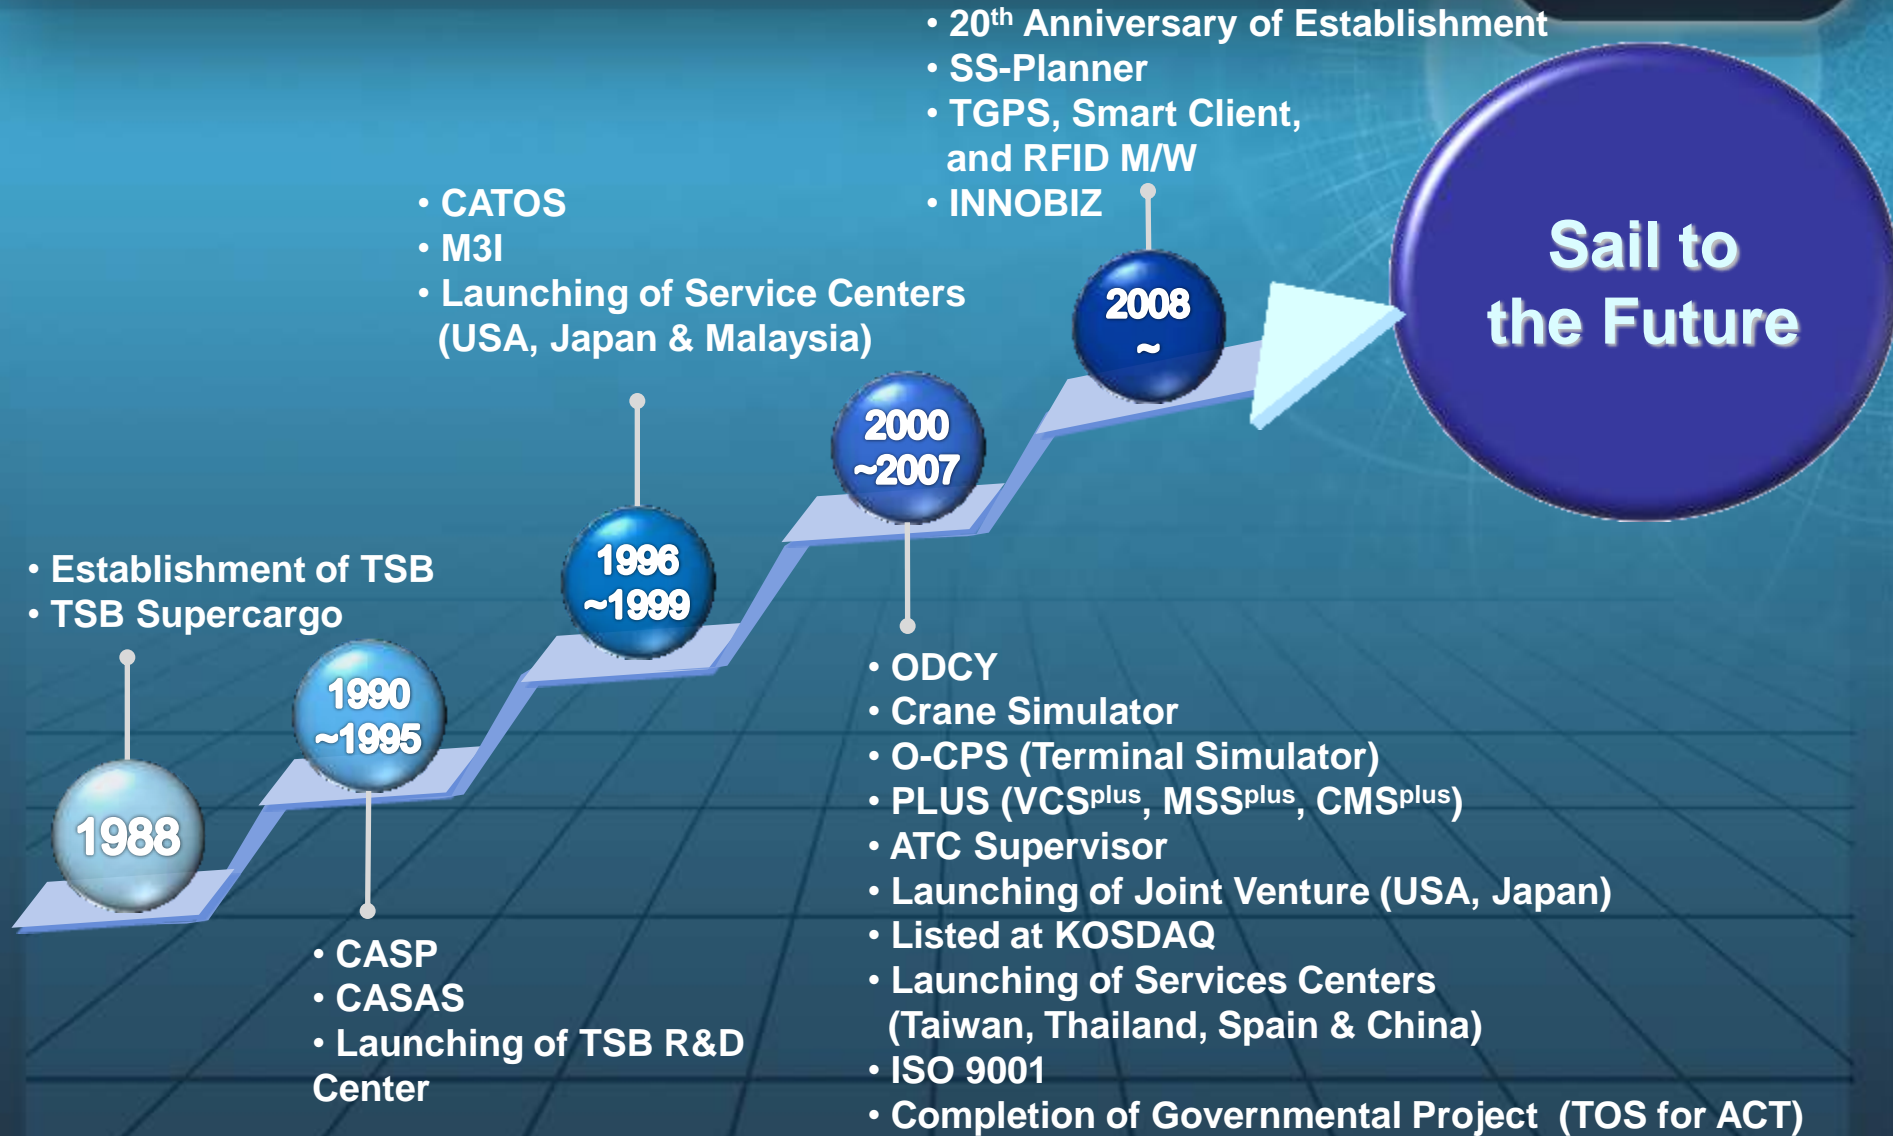 • 20th Anniversary of Establishment
• SS-Planner
• TGPS, Smart Client,
and RFID M/W
• INNOBIZ
Sail to
the Future
• CATOS
• M3I
• Launching of Service Centers
(USA, Japan & Malaysia)
2008
~
2000
~2007
1996
~1999
• Establishment of TSB
• TSB Supercargo
1990
~1995
1988
• CASP
• CASAS
• Launching of TSB R&D
Center
• ODCY
• Crane Simulator
• O-CPS (Terminal Simulator)
• PLUS (VCSplus, MSSplus, CMSplus)
• ATC Supervisor
• Launching of Joint Venture (USA, Japan)
• Listed at KOSDAQ
• Launching of Services Centers
(Taiwan, Thailand, Spain & China)
• ISO 9001
• Completion of Governmental Project (TOS for ACT)